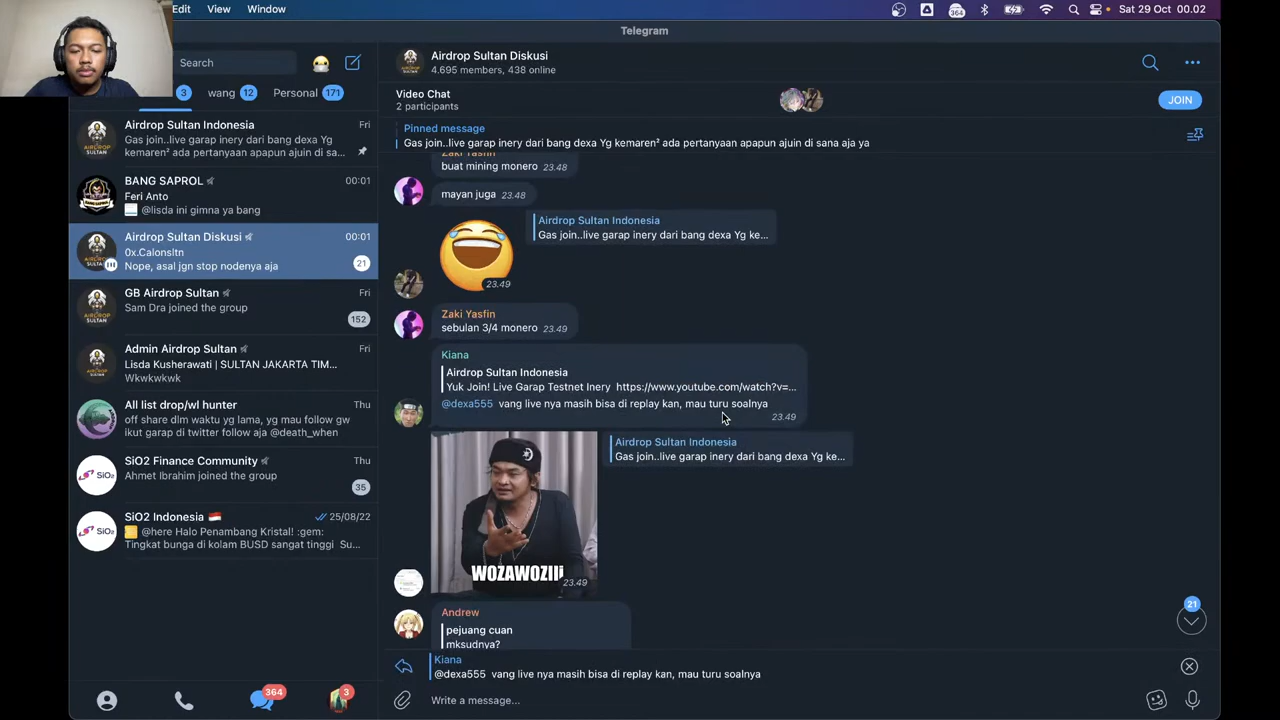 Edit View Window
364
Sat 29 Oct 00.02
Telegram
Search
3
wang 12
Personal 171
Airdrop Sultan Indonesia Fri
Gas join..live garap inery dari bang dexa Yg
kemaren² ada pertanyaan apapun ajuin di sa...
BANG SAPROL 00:01
Feri Anto
@lisda ini gimna ya bang
Airdrop Sultan Diskusi 00:01
0x.Caionsltn
Nope, asal jgn stop nodenya aja
21
GB Airdrop Sultan Fri
Sam Dra joined the group
152
Admin Airdrop Sultan Fri
Lisda Kusherawati | SULTAN JAKARTA TIM...
Wkwkwkwk
All list drop/wl hunter Thu
off share dlm waktu yg lama, yg mau follow gw
ikut garap di twitter follow aja @death_when
SiO2 Finance Community Thu
Ahmet Ibrahim joined the group
35
SiO2 Indonesia 25/08/22
@here Halo Penambang Kristal! :gem:
Tingkat bunga di kolam BUSD sangat tinggi Su...
364
3
Airdrop Sultan Diskusi
4.695 members, 438 online
Video Chat
2 participants
JOIN
Pinned message
Gas join..live garap inery dari bang dexa Yg kemaren² ada pertanyaan apapun ajuin di sana aja ya
Zaki Yasfin
buat mining monero 23.48
mayan juga 23.48
Airdrop Sultan Indonesia
Gas join..live garap inery dari bang dexa Yg ke...
23.49
Zaki Yasfin
sebulan 3/4 monero 23.49
Kiana
Airdrop Sultan Indonesia
Yuk Join! Live Garap Testnet Inery https://www.youtube.com/watch?v=...
@dexa555 vang live nya masih bisa di replay kan, mau turu soalnya
23.49
Airdrop Sultan Indonesia
Gas join..live garap inery dari bang dexa Yg ke...
WOZAWOZIIi
23.49
Andrew
pejuang cuan
mksudnya?
21
Kiana
@dexa555 vang live nya masih bisa di replay kan, mau turu soalnya
Write a message...